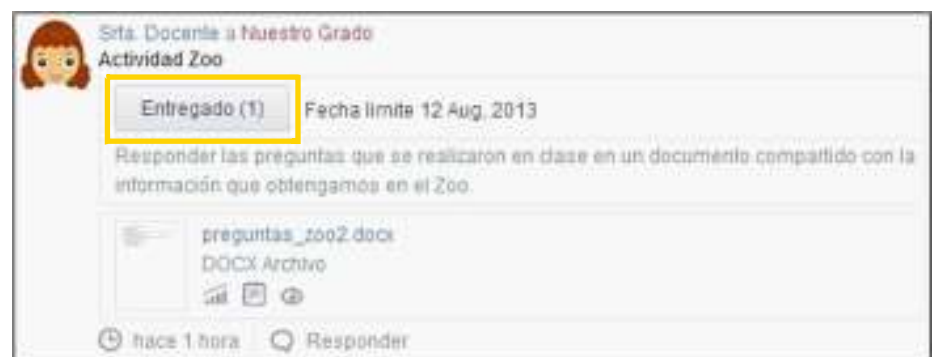 Srta. Docente a Nuestro Grado
Actividad Zoo
Entregado (1) Fecha limite 12 Aug, 2013
Responder las preguntas que se realizaron en clase en un documento compartido con la
información que obtengamos en el Zoo.
preguntas_zoo2.docx
DOCX Archivo
hace 1 hora Responder